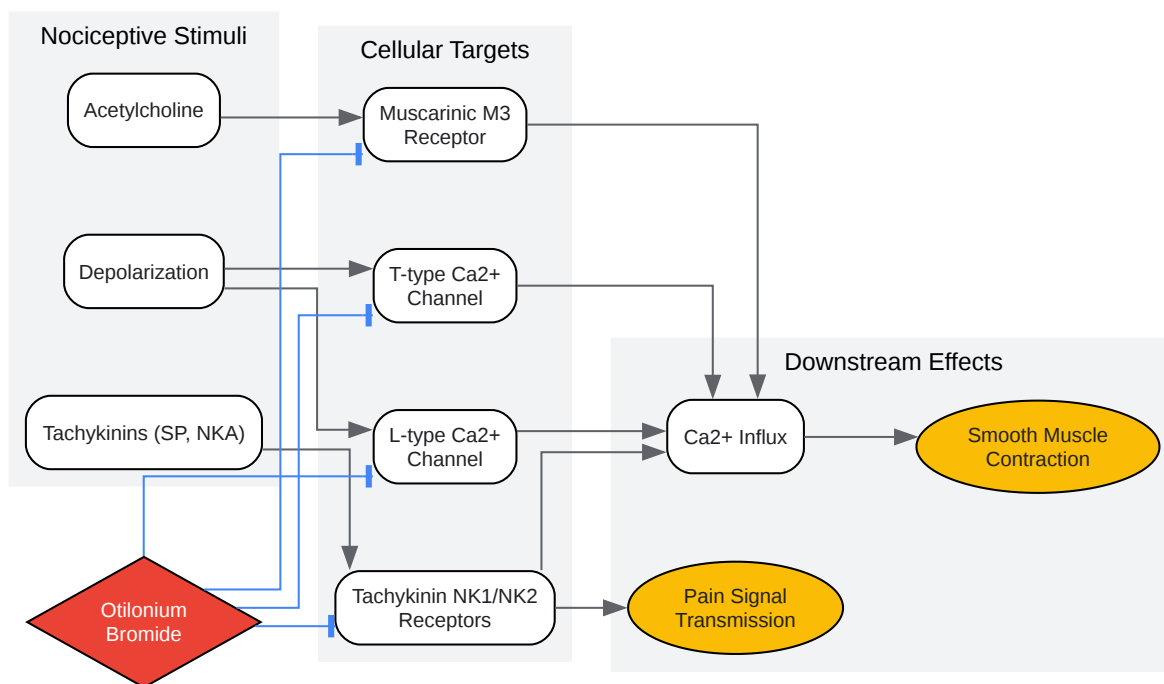 Nociceptive Stimuli
Acetylcholine
Depolarization
Tachykinins (SP, NKA)
Otilonium
Bromide
Cellular Targets
Muscarinic M3
Receptor
T-type Ca2+
Channel
L-type Ca2+
Channel
Tachykinin NK1/NK2
Receptors
Downstream Effects
Ca2+ Influx
Smooth Muscle
Contraction
Pain Signal
Transmission